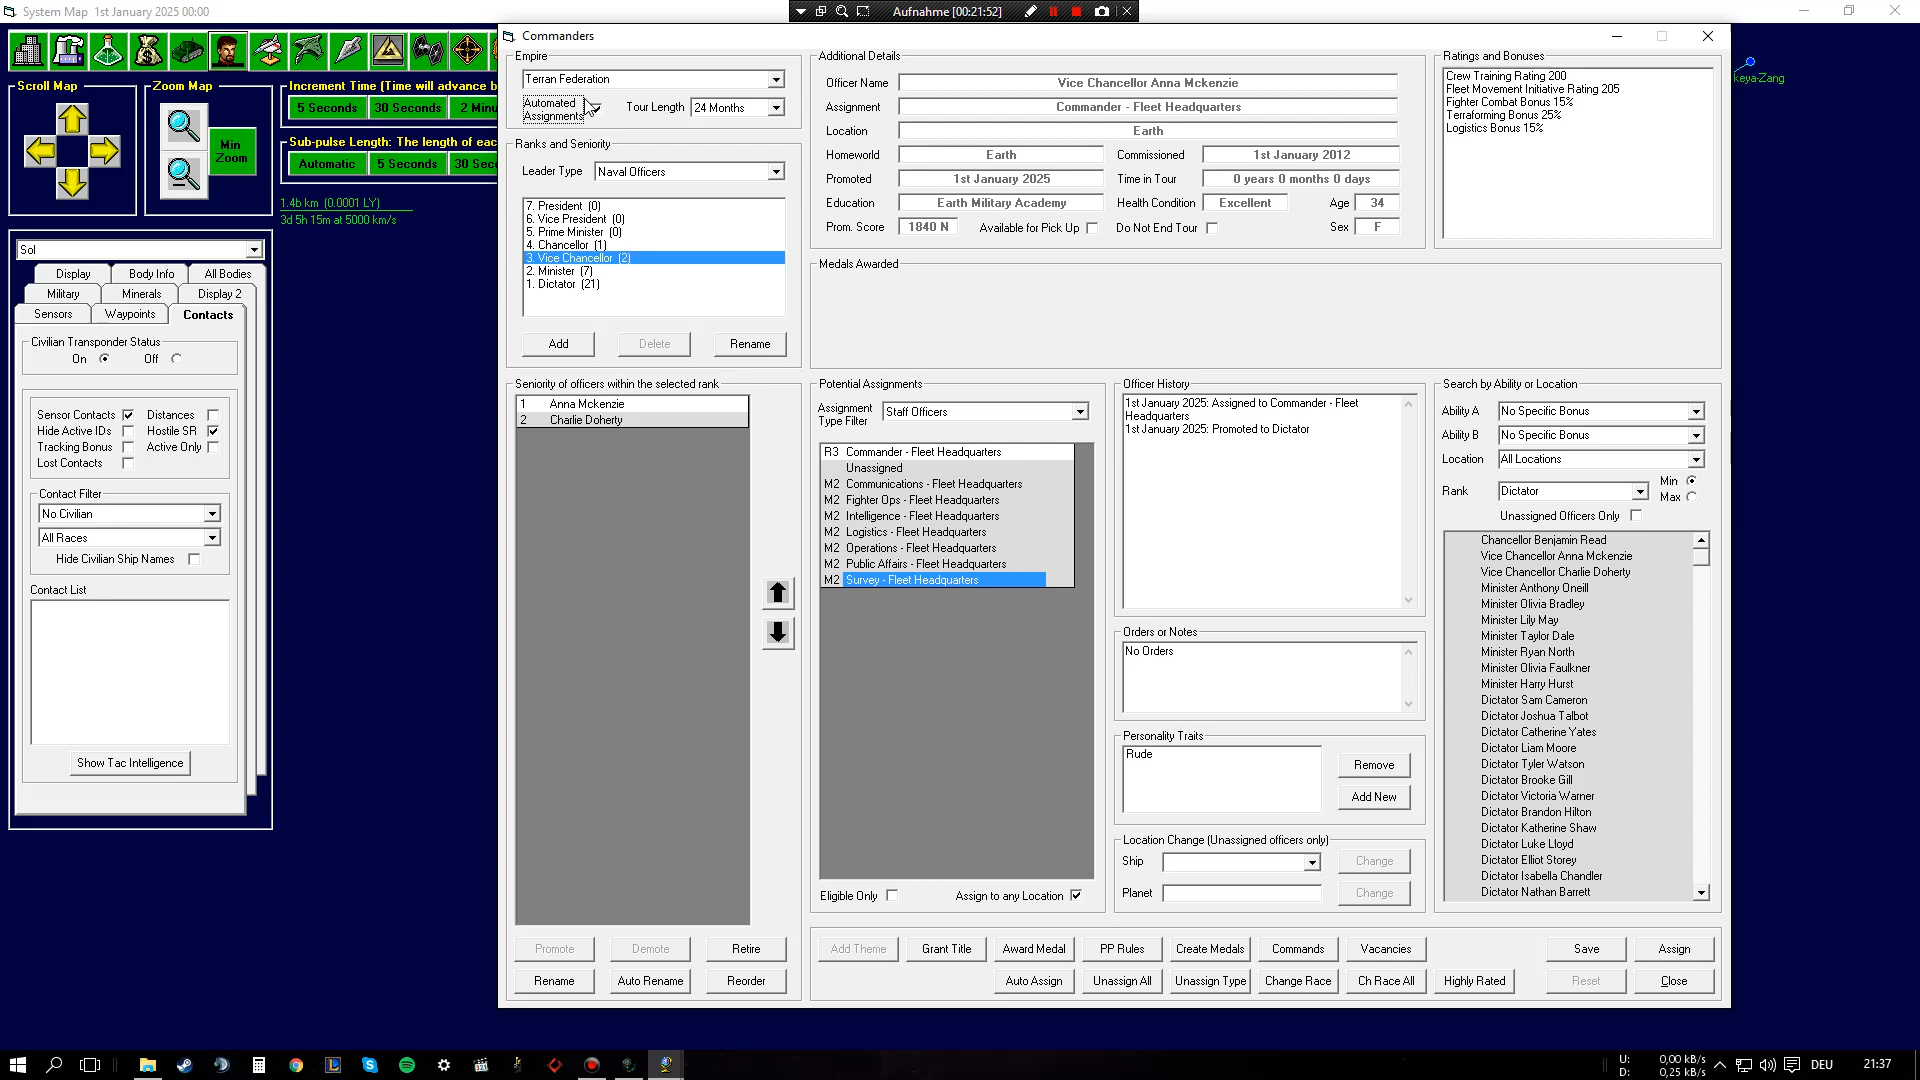 System Map   1st January 2025 00:00
Aufnahme [00:21:52]
Scroll Map
Zoom Map
Min
Zoom
Increment Time (Time will advance b
5 Seconds
30 Seconds
2 Minu
Sub-pulse Length: The length of eac
Automatic
5 Seconds
30 Sec
1.4b km  (0.0001 LY)
3d 5h 15m at 5000 km/s
keya-Zang
Sol
Display
Body Info
All Bodies
Military
Minerals
Display 2
Sensors
Waypoints
Contacts
Civilian Transponder Status
On
Off
Sensor Contacts
Distances
Hide Active IDs
Hostile SR
Tracking Bonus
Active Only
Lost Contacts
Contact Filter
No Civilian
All Races
Hide Civilian Ship Names
Contact List
Show Tac Intelligence
Commanders
Empire
Terran Federation
Automated
Assignments
Tour Length
24 Months
Ranks and Seniority
Leader Type
Naval Officers
7. President  (0)
6. Vice President  (0)
5. Prime Minister  (0)
4. Chancellor  (1)
3. Vice Chancellor  (2)
2. Minister  (7)
1. Dictator  (21)
Add
Delete
Rename
Seniority of officers within the selected rank
1 Anna Mckenzie
2 Charlie Doherty
Promote
Demote
Retire
Rename
Auto Rename
Reorder
Additional Details
Officer Name
Vice Chancellor Anna Mckenzie
Assignment
Commander - Fleet Headquarters
Location
Earth
Homeworld
Earth
Commissioned
1st January 2012
Promoted
1st January 2025
Time in Tour
0 years 0 months 0 days
Education
Earth Military Academy
Health Condition
Excellent
Age
34
Prom. Score
1840 N
Available for Pick Up
Do Not End Tour
Sex
F
Ratings and Bonuses
Crew Training Rating 200
Fleet Movement Initiative Rating 205
Fighter Combat Bonus 15%
Terraforming Bonus 25%
Logistics Bonus 15%
Medals Awarded
Potential Assignments
Assignment
Type Filter
Staff Officers
R3 Commander - Fleet Headquarters
Unassigned
M2 Communications - Fleet Headquarters
M2 Fighter Ops - Fleet Headquarters
M2 Intelligence - Fleet Headquarters
M2 Logistics - Fleet Headquarters
M2 Operations - Fleet Headquarters
M2 Public Affairs - Fleet Headquarters
M2 Survey - Fleet Headquarters
Eligible Only
Assign to any Location
Officer History
1st January 2025: Assigned to Commander - Fleet
Headquarters
1st January 2025: Promoted to Dictator
Orders or Notes
No Orders
Personality Traits
Rude
Remove
Add New
Location Change (Unassigned officers only)
Ship
Change
Planet
Change
Search by Ability or Location
Ability A
No Specific Bonus
Ability B
No Specific Bonus
Location
All Locations
Rank
Dictator
Min
Max
Unassigned Officers Only
Chancellor Benjamin Read
Vice Chancellor Anna Mckenzie
Vice Chancellor Charlie Doherty
Minister Anthony Oneill
Minister Olivia Bradley
Minister Lily May
Minister Taylor Dale
Minister Ryan North
Minister Olivia Faulkner
Minister Harry Hurst
Dictator Sam Cameron
Dictator Joshua Talbot
Dictator Catherine Yates
Dictator Liam Moore
Dictator Tyler Watson
Dictator Brooke Gill
Dictator Victoria Warner
Dictator Brandon Hilton
Dictator Katherine Shaw
Dictator Luke Lloyd
Dictator Elliot Storey
Dictator Isabella Chandler
Dictator Nathan Barrett
Add Theme
Grant Title
Award Medal
PP Rules
Create Medals
Commands
Vacancies
Save
Assign
Auto Assign
Unassign All
Unassign Type
Change Race
Ch Race All
Highly Rated
Reset
Close
U:
0,00 kB/s
D:
0,25 kB/s
DEU
21:37